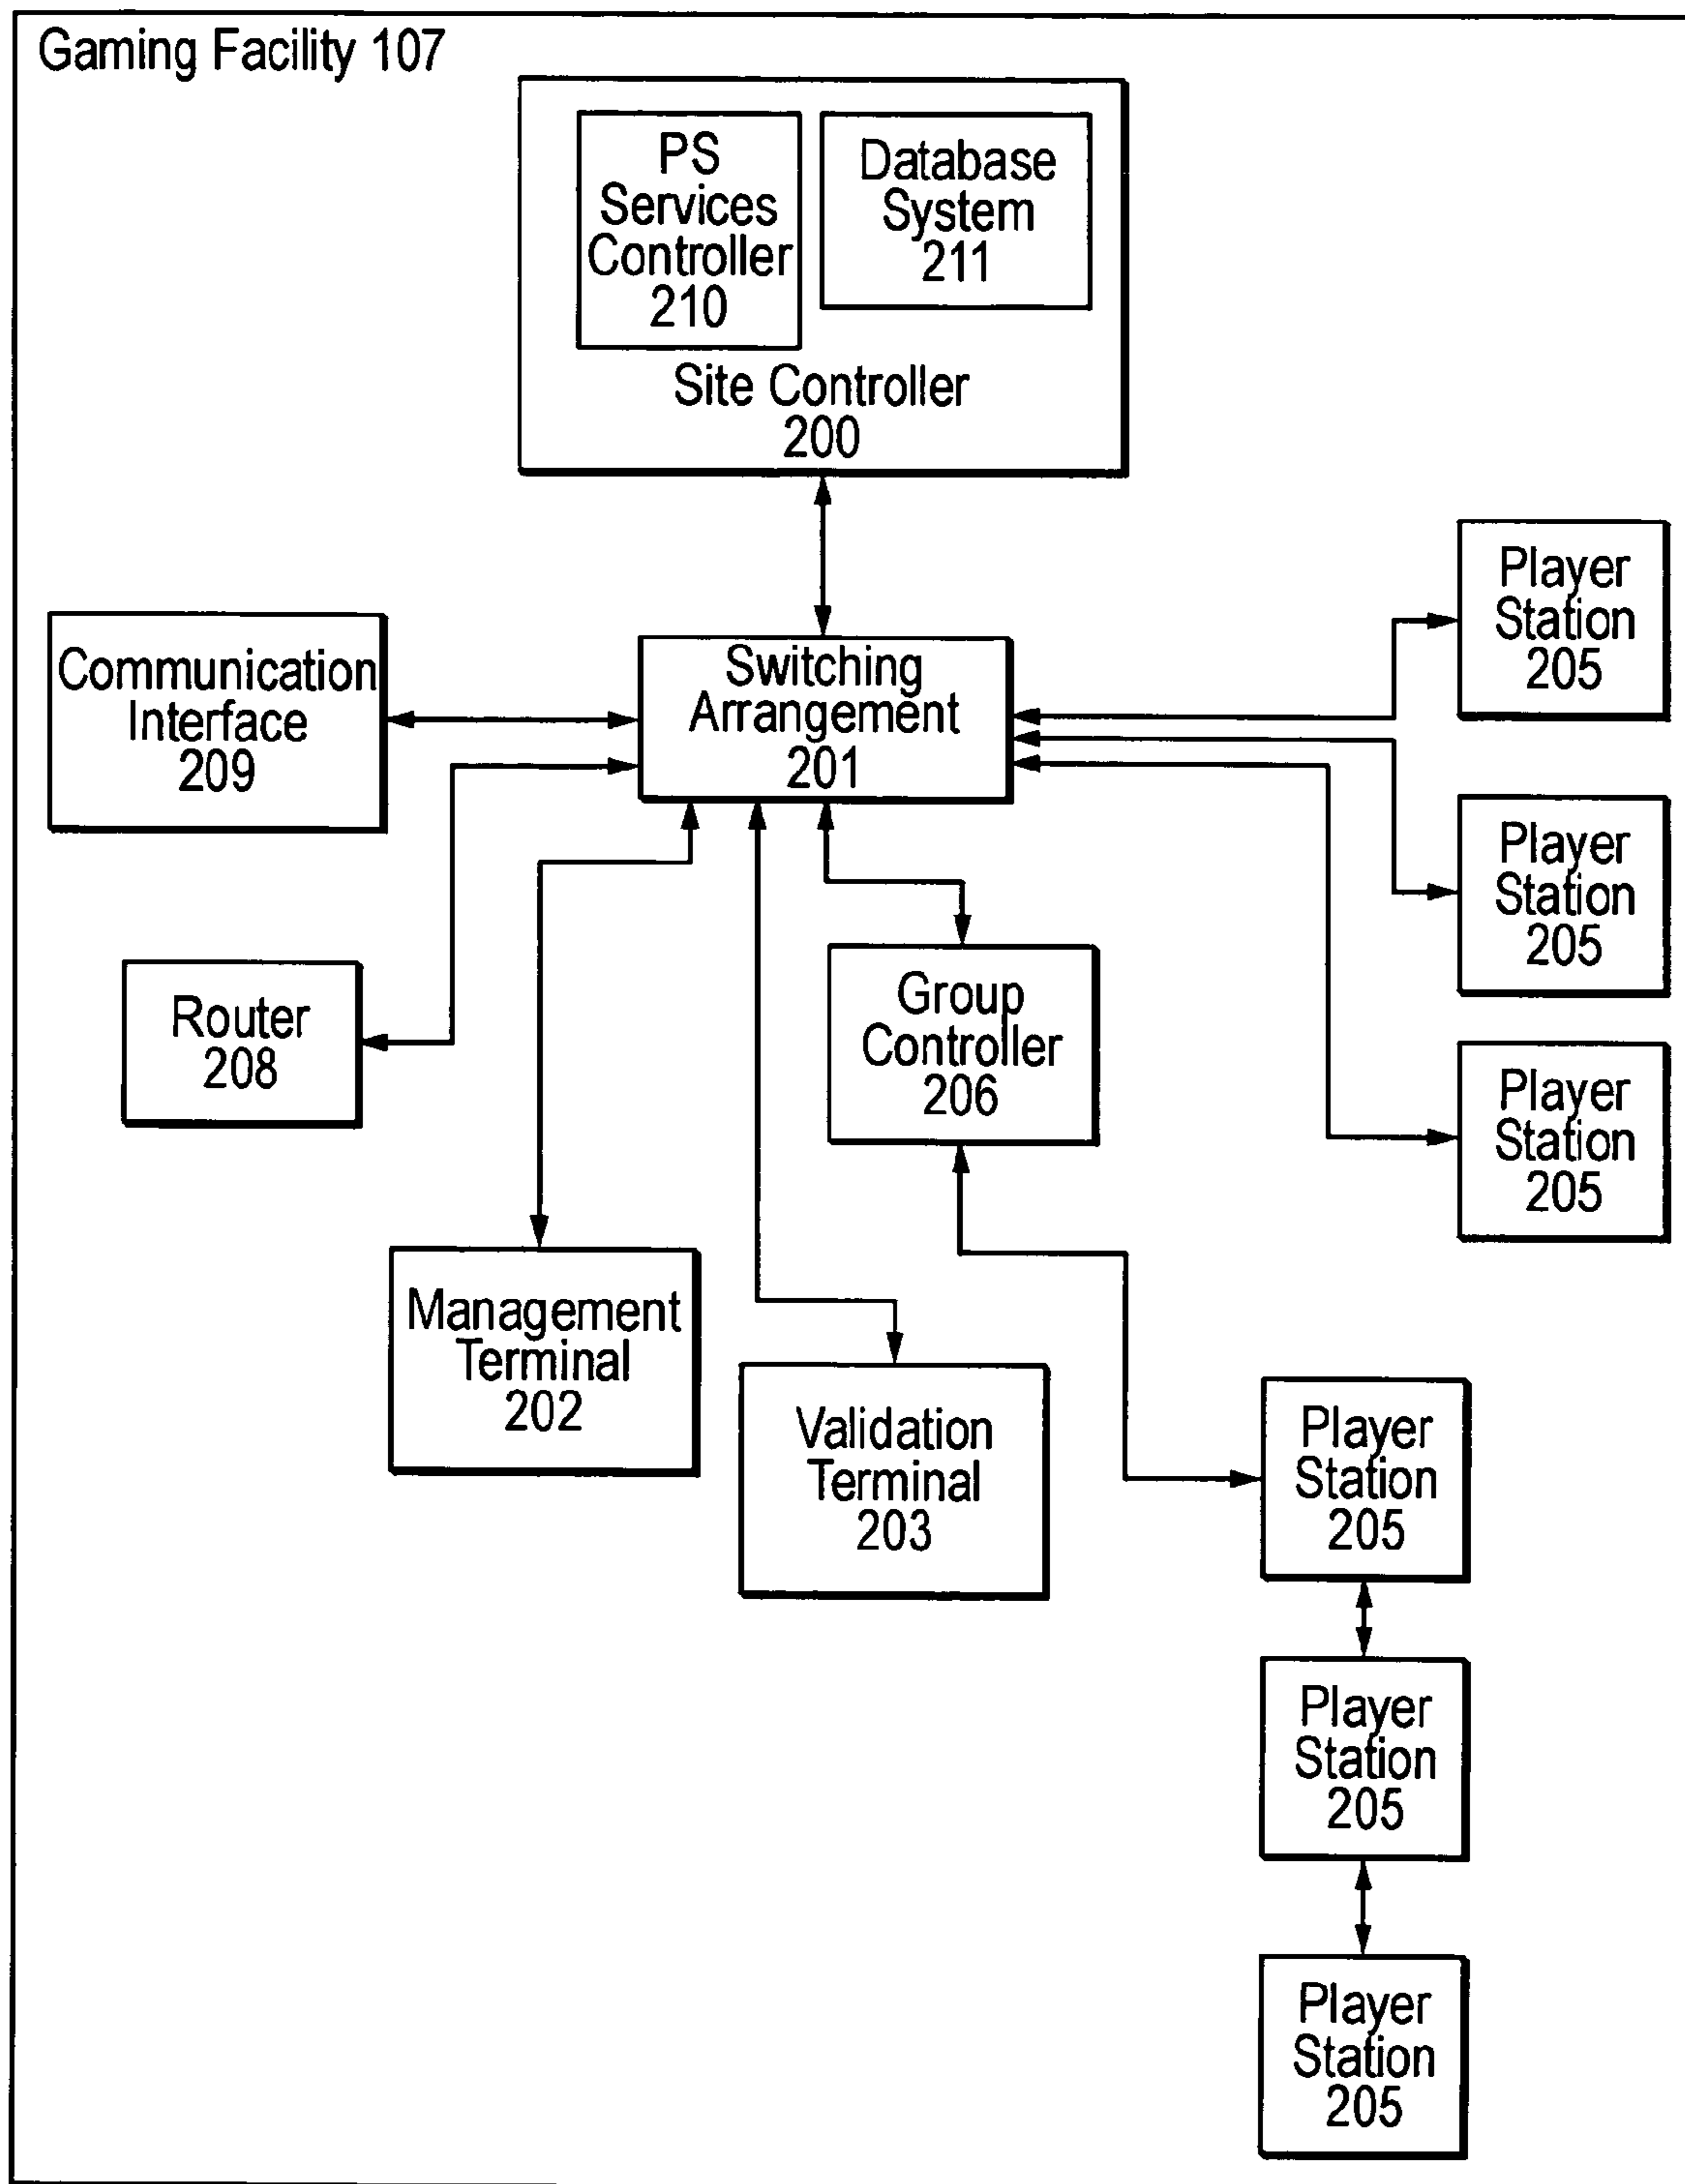 Gaming Facility 107
PS
Services
Controller
210
Database
System
211
Site Controller
200
Communication
Interface
209
Switching
Arrangement
201
Player
Station
205
Player
Station
205
Router
208
Group
Controller
206
Player
Station
205
Management
Terminal
202
Validation
Terminal
203
Player
Station
205
Player
Station
205
Player
Station
205